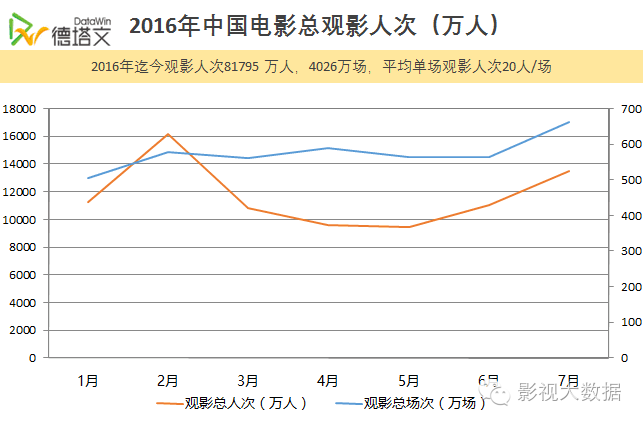 DataWin
德塔文
2016年中国电影总观影人次（万人）
2016年迄今观影人次81795 万人，4026万场，平均单场观影人次20人/场
18000
16000
14000
12000
10000
8000
6000
4000
2000
0
700
600
500
400
300
200
100
0
1月 2月 3月 4月 5月 6月 7月
观影总人次（万人） 观影总场次（万场）
影视大数据